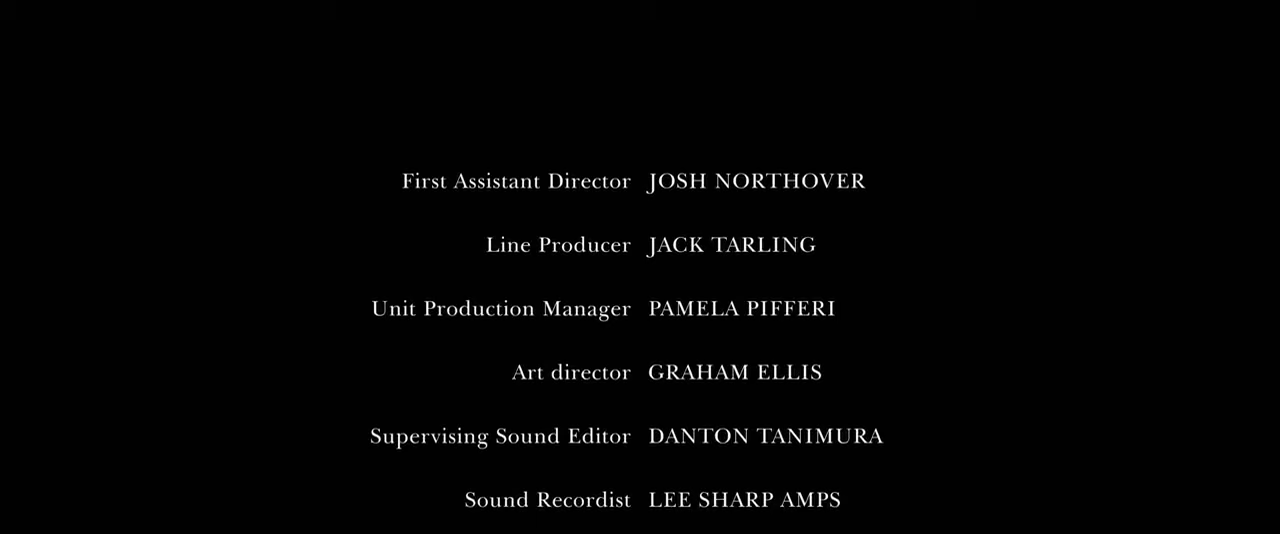 First Assistant Director JOSH NORTHOVER
Line Producer JACK TARLING
Unit Production Manager PAMELA PIFFERI
Art director GRAHAM ELLIS
Supervising Sound Editor DANTON TANIMURA
Sound Recordist LEE SHARP AMPS